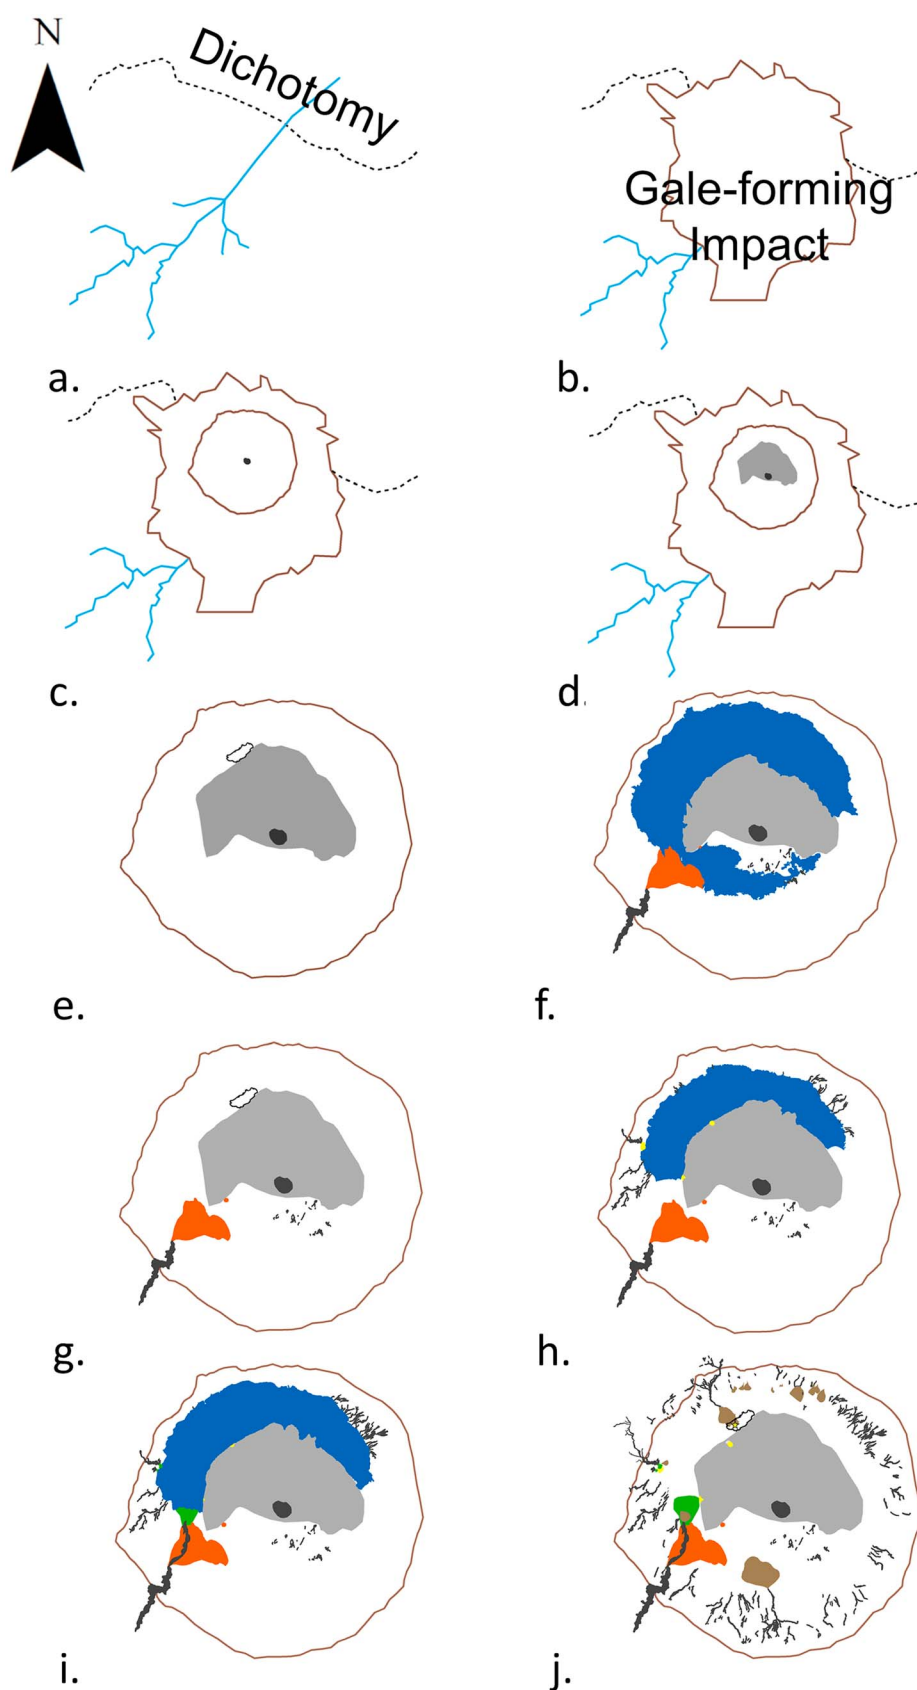 N
Dichotomy
Gale-forming
Impact
a.
b.
c.
d.
e.
f.
g.
h.
i.
j.